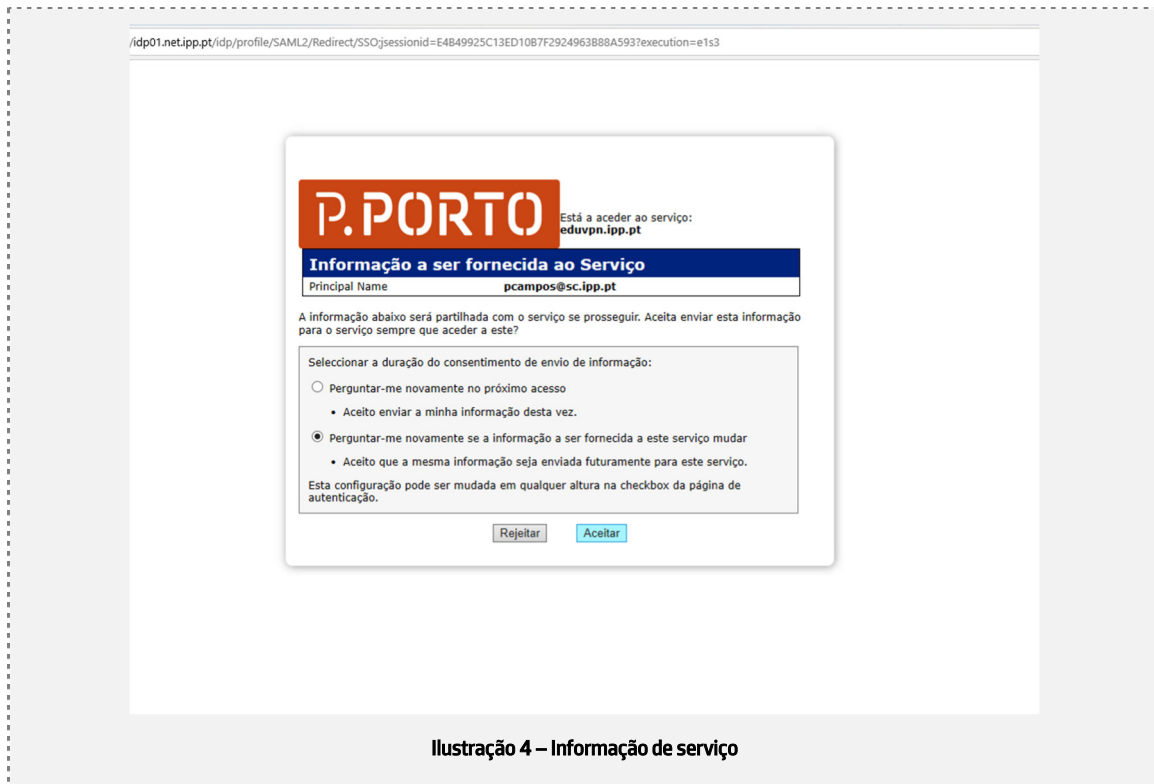 /idp01.net.ipp.pt/idp/profile/SAML2/Redirect/SSO;jsessionid=E4B49925C13ED10B7F2924963B88A593?execution=e1s3
P.PORTO
Está a aceder ao serviço:
eduvpn.ipp.pt
Informação a ser fornecida ao Serviço
Principal Name pcampos@sc.ipp.pt
A informação abaixo será partilhada com o serviço se prosseguir. Aceita enviar esta informação
para o serviço sempre que aceder a este?
Seleccionar a duração do consentimento de envio de informação:
Perguntar-me novamente no próximo acesso
• Aceito enviar a minha informação desta vez.
Perguntar-me novamente se a informação a ser fornecida a este serviço mudar
• Aceito que a mesma informação seja enviada futuramente para este serviço.
Esta configuração pode ser mudada em qualquer altura na checkbox da página de
autenticação.
Rejeitar Aceitar
Ilustração 4 – Informação de serviço